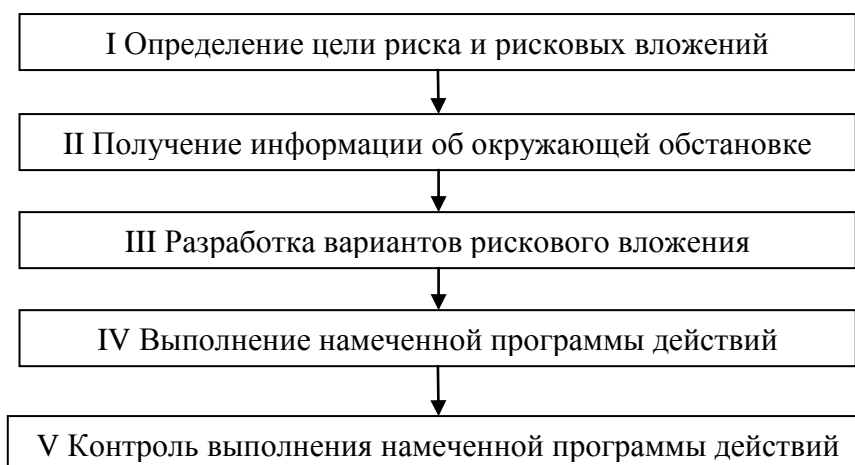 I Определение цели риска и рисковых вложений
II Получение информации об окружающей обстановке
III Разработка вариантов рискового вложения
IV Выполнение намеченной программы действий
V Контроль выполнения намеченной программы действий